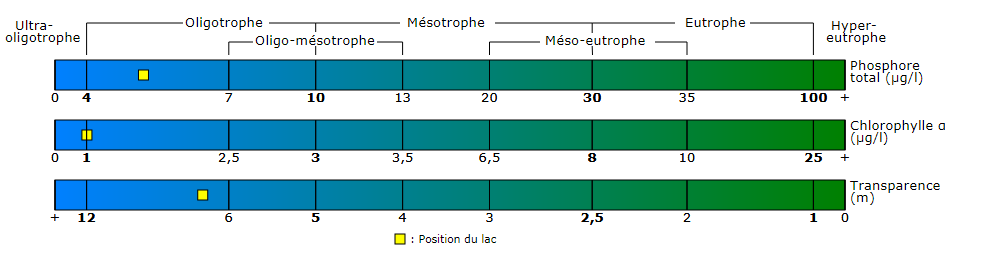 Ultra-
oligotrophe
Oligotrophe
Mésotrophe
Eutrophe
Hyper-
eutrophe
Oligo-mésotrophe
Méso-eutrophe
Phosphore
total (µg/l)
0 4 7 10 13 20 30 35 100 +
Chlorophylle α
(µg/l)
0 1 2,5 3 3,5 6,5 8 10 25 +
Transparence
(m)
+ 12 6 5 4 3 2,5 2 1 0
: Position du lac